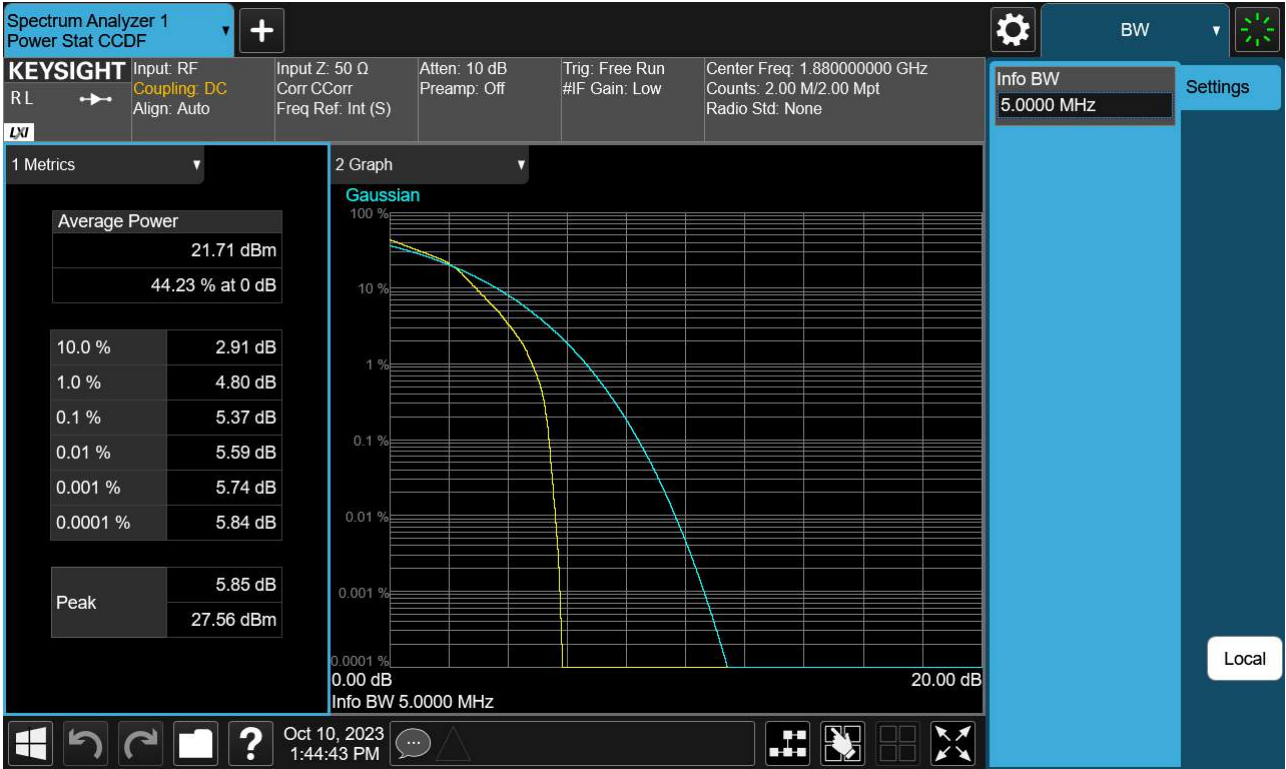 Spectrum Analyzer 1
Power Stat CCDF
BW
KEYSIGHT
R L
LXI
Input: RF
Coupling: DC
Align: Auto
Input Z: 50 Ω
Corr CCorr
Freq Ref: Int (S)
Atten: 10 dB
Preamp: Off
Trig: Free Run
#IF Gain: Low
Center Freq: 1.880000000 GHz
Counts: 2.00 M/2.00 Mpt
Radio Std: None
Info BW
5.0000 MHz
Settings
1 Metrics
Average Power
21.71 dBm
44.23 % at 0 dB
10.0 % 2.91 dB
1.0 % 4.80 dB
0.1 % 5.37 dB
0.01 % 5.59 dB
0.001 % 5.74 dB
0.0001 % 5.84 dB
Peak
5.85 dB
27.56 dBm
2 Graph
Gaussian
100 %
10 %
1 %
0.1 %
0.01 %
0.001 %
0.0001 %
0.00 dB 20.00 dB
Info BW 5.0000 MHz
Local
?
Oct 10, 2023
1:44:43 PM